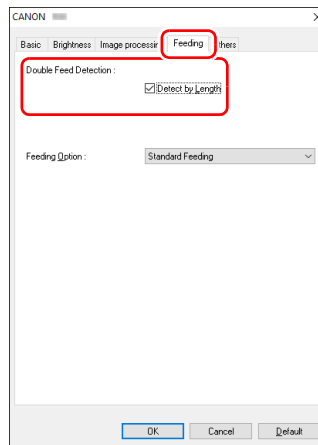 CANON
Basic Brightness Image processin Feeding thers
Double Feed Detection :
Detect by Length
Feeding Option : Standard Feeding
OK Cancel Default